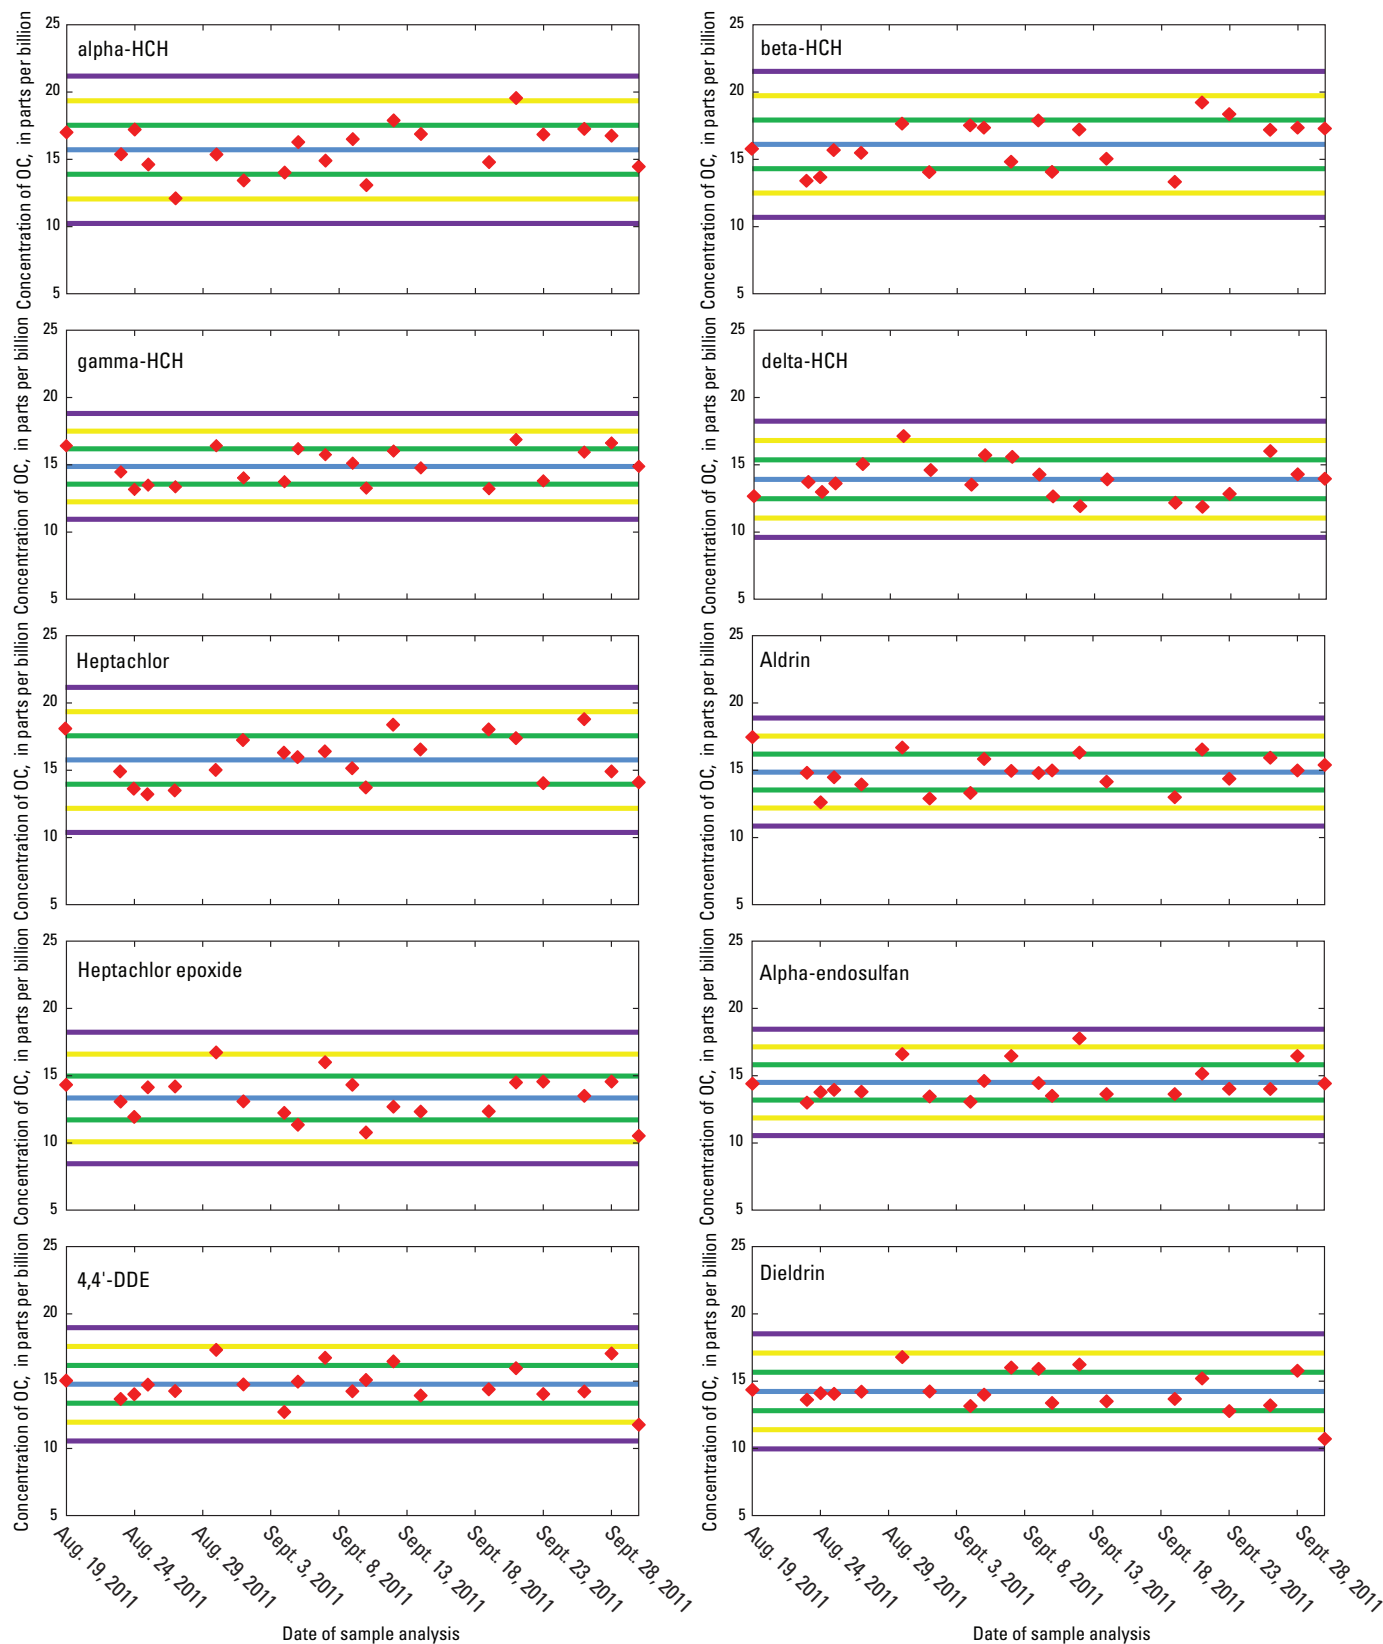 Concentration of OC, in parts per billion
25
20
15
10
5
alpha-HCH
Concentration of OC, in parts per billion
25
20
15
10
5
beta-HCH
Concentration of OC, in parts per billion
25
20
15
10
5
gamma-HCH
Concentration of OC, in parts per billion
25
20
15
10
5
delta-HCH
Concentration of OC, in parts per billion
25
20
15
10
5
Heptachlor
Concentration of OC, in parts per billion
25
20
15
10
5
Aldrin
Concentration of OC, in parts per billion
25
20
15
10
5
Heptachlor epoxide
Concentration of OC, in parts per billion
25
20
15
10
5
Alpha-endosulfan
Concentration of OC, in parts per billion
25
20
15
10
5
4,4'-DDE
Concentration of OC, in parts per billion
25
20
15
10
5
Dieldrin
Aug. 19, 2011
Aug. 24, 2011
Aug. 29, 2011
Sept. 3, 2011
Sept. 8, 2011
Sept. 13, 2011
Sept. 18, 2011
Sept. 23, 2011
Sept. 28, 2011
Date of sample analysis
Aug. 19, 2011
Aug. 24, 2011
Aug. 29, 2011
Sept. 3, 2011
Sept. 8, 2011
Sept. 13, 2011
Sept. 18, 2011
Sept. 23, 2011
Sept. 28, 2011
Date of sample analysis